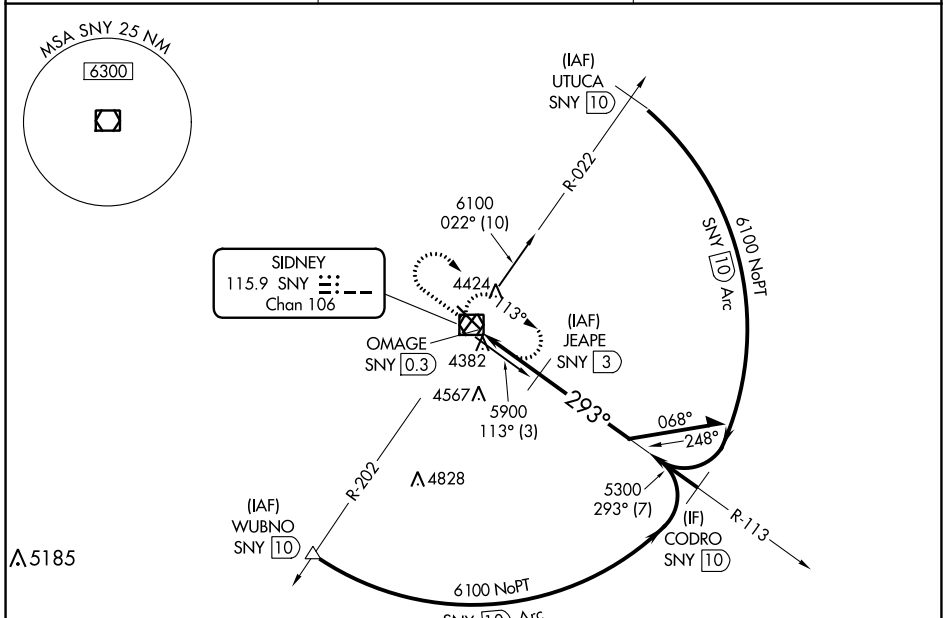 MSA SNY 25 NM
6300
(IAF)
UTUCA
SNY 10
R-022
6100 NoPT
SNY 10 Arc
6100
022° (10)
SIDNEY
115.9 SNY
Chan 106
4424
113°
OMAGE
SNY 0.3
4382
(IAF)
JEAPE
SNY 3
4567
5900
113° (3)
293°
068°
248°
R-202
4828
5300
293° (7)
(IF)
CODRO
SNY 10
R-113
(IAF)
WUBNO
SNY 10
5185
6100 NoPT
SNY 10 Arc